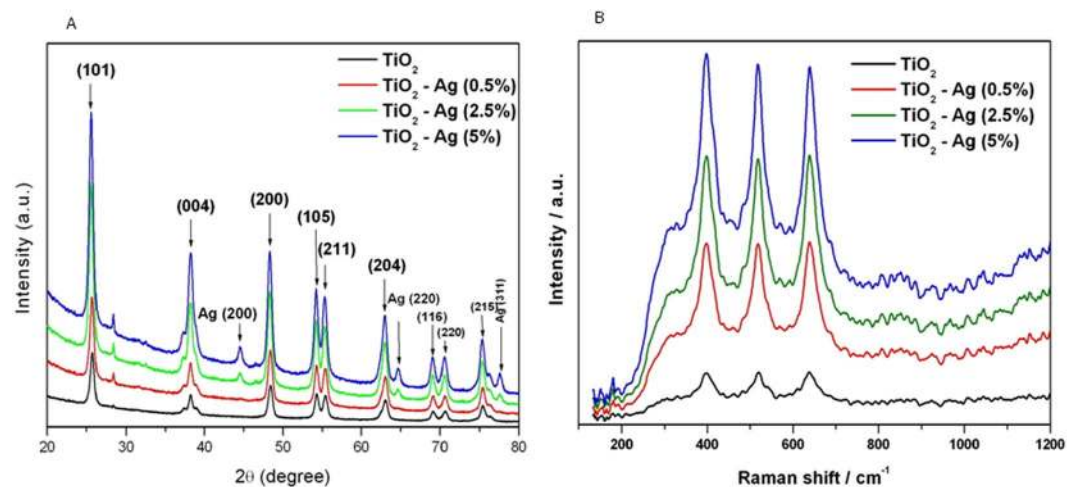 A
B
TiO2
TiO2 - Ag (0.5%)
TiO2 - Ag (2.5%)
TiO2 - Ag (5%)
(101)
(004)
(200)
(105)
(211)
(204)
Ag (200)
Ag (220)
(116)
(220)
(215)
Ag (311)
Intensity (a.u.)
20 30 40 50 60 70 80
2θ (degree)
TiO2
TiO2 - Ag (0.5%)
TiO2 - Ag (2.5%)
TiO2 - Ag (5%)
Intensity / a.u.
200 400 600 800 1000 1200
Raman shift / cm-1